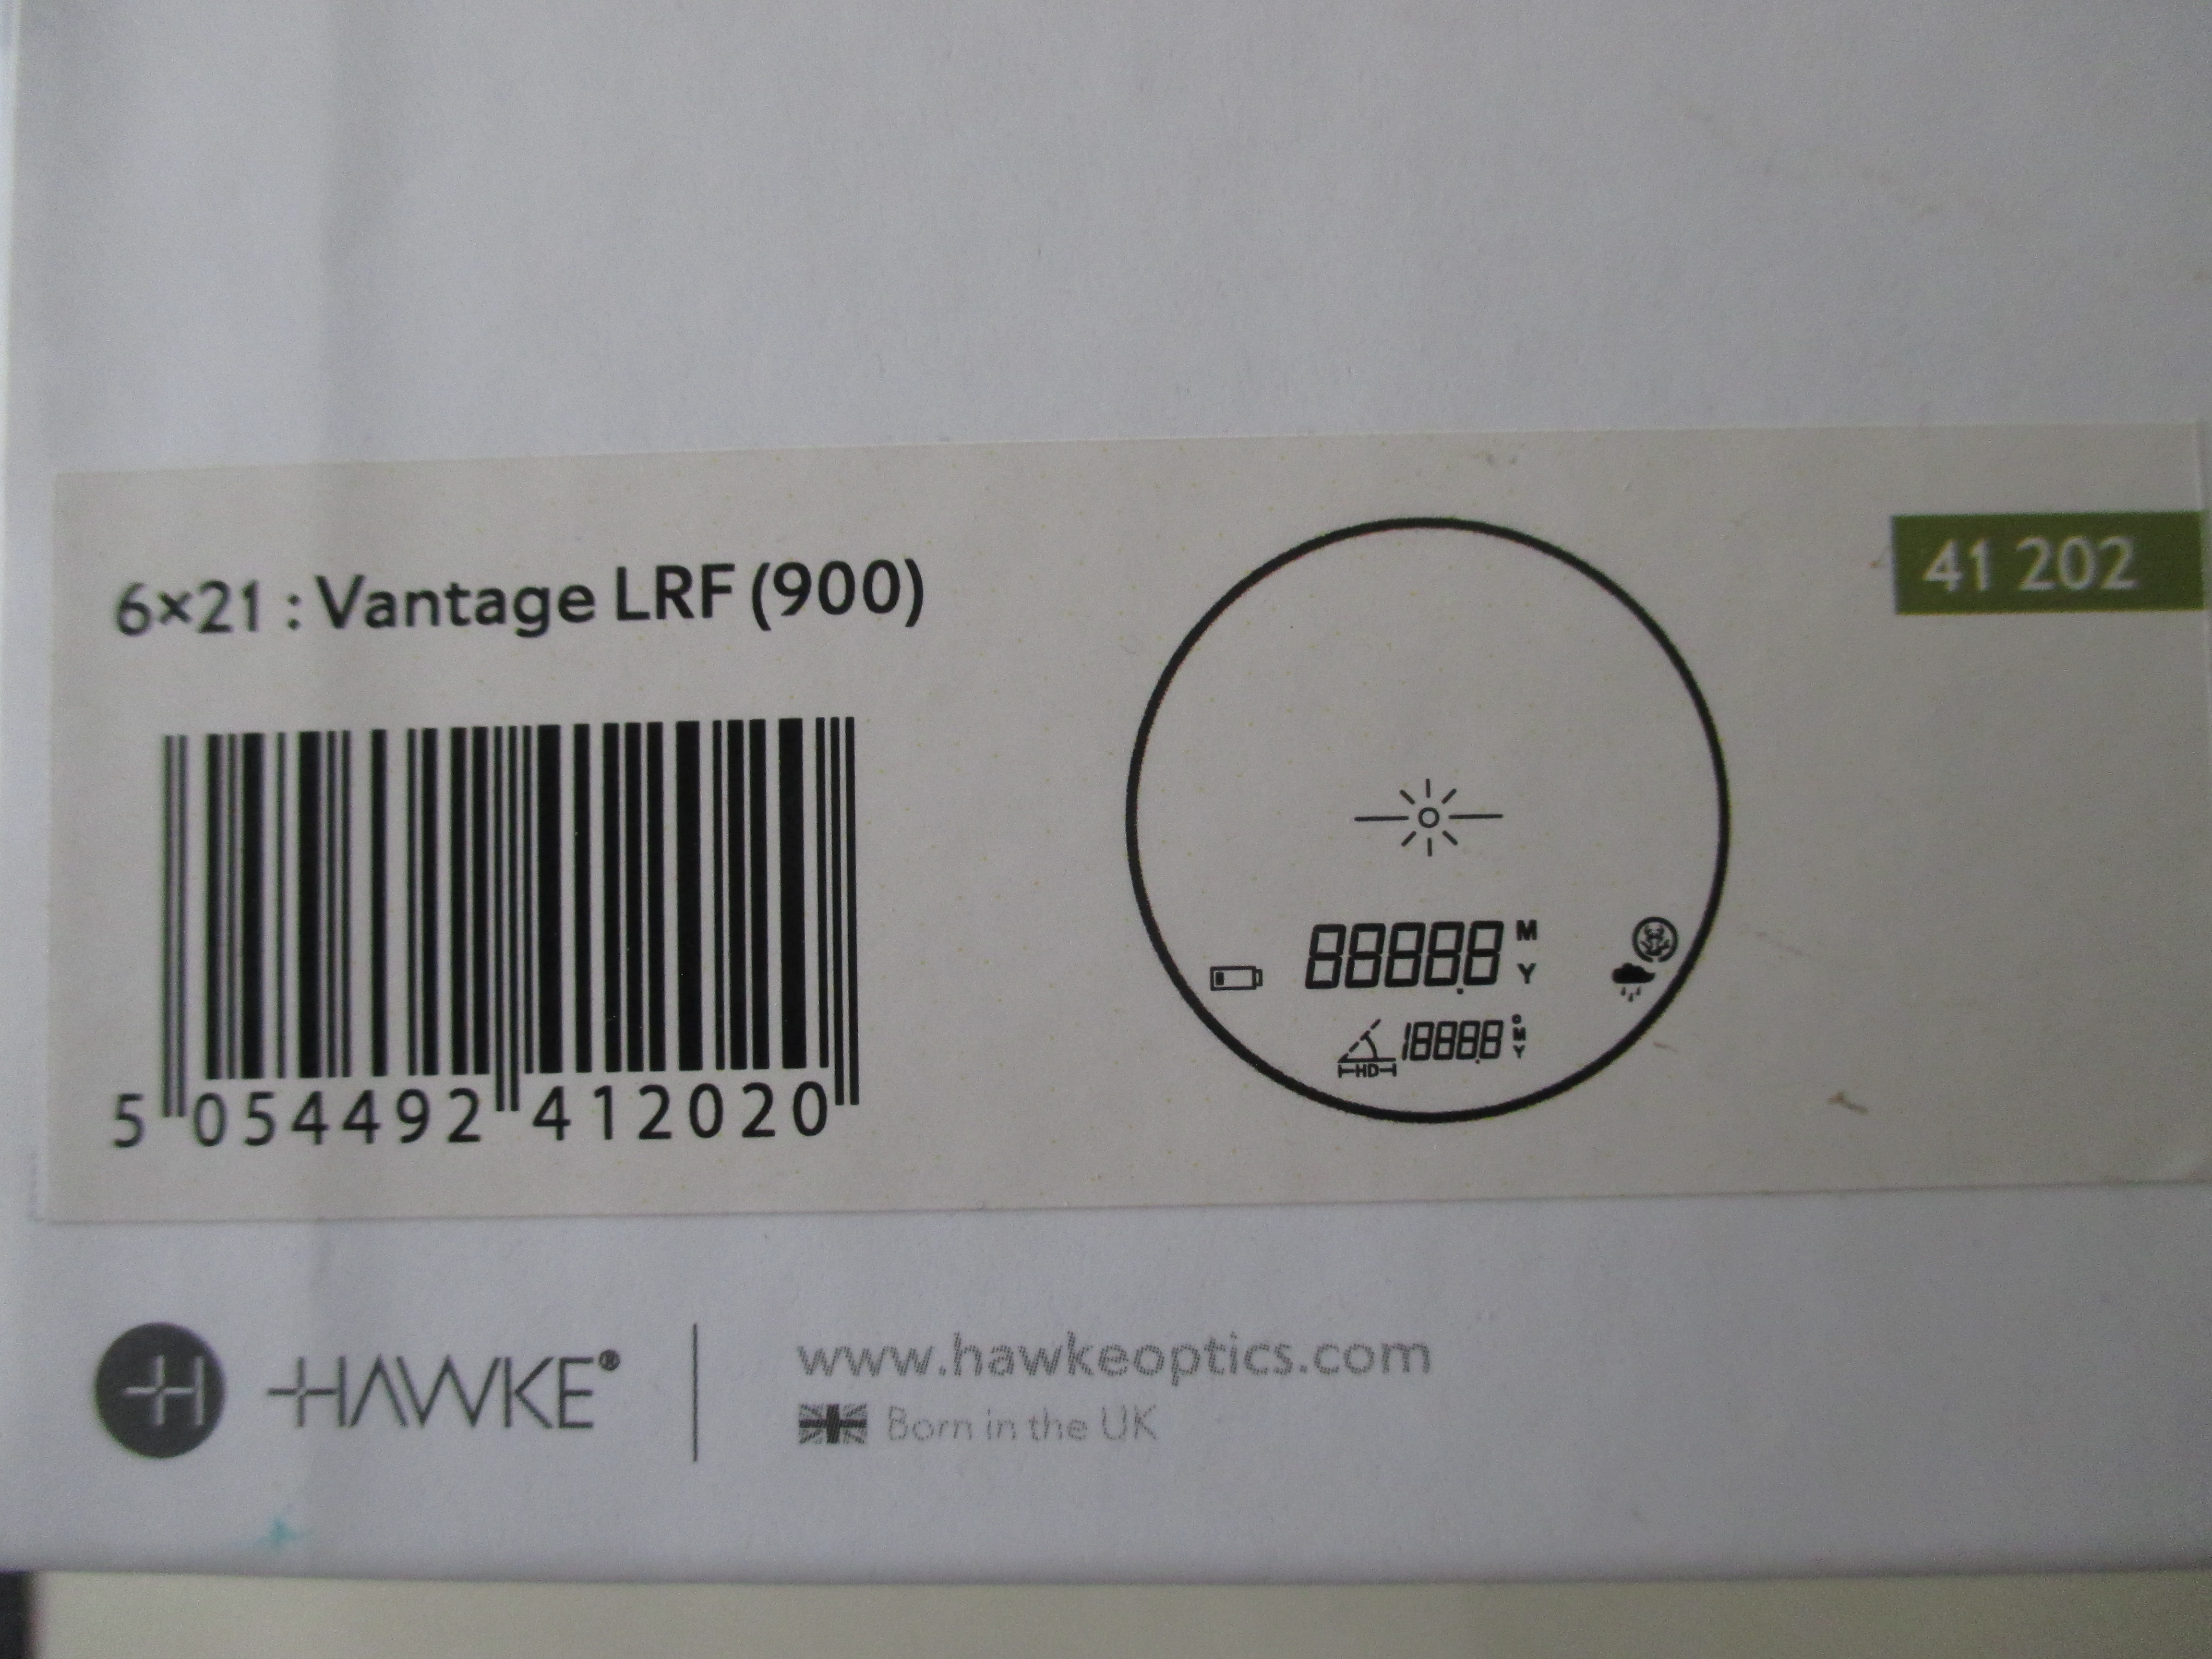 6×21 : Vantage LRF (900)
41 202
5 054492 412020
88888 M
Y
18888 ° M Y
HD
HAWKE®
www.hawkeoptics.com
Born in the UK